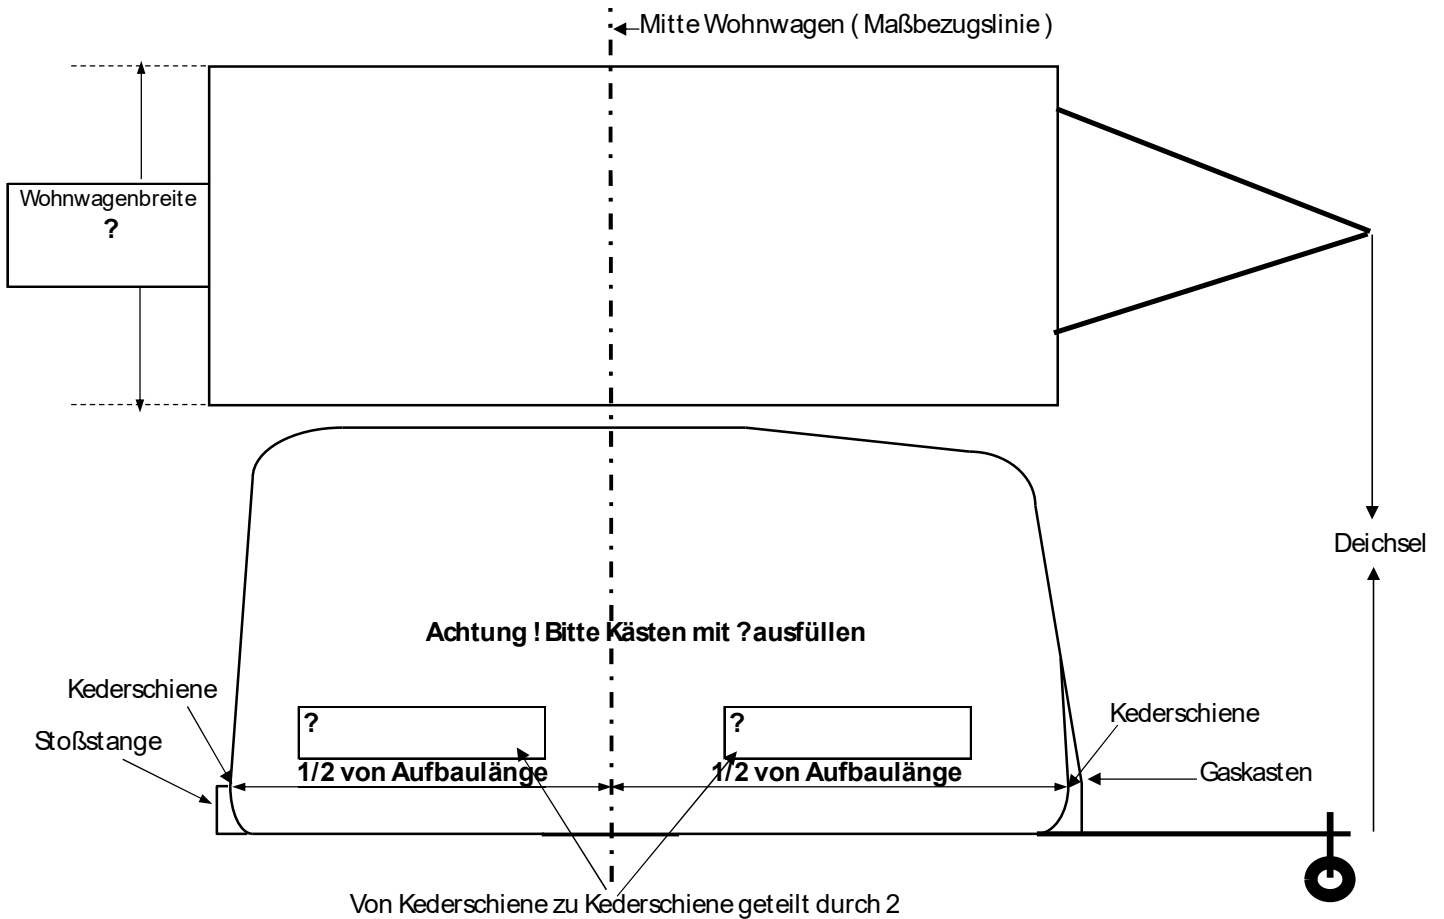 Mitte Wohnwagen ( Maßbezugslinie )
Wohnwagenbreite
?
Deichsel
Achtung ! Bitte Kästen mit ? ausfüllen
Kederschiene
Stoßstange
?
1/2 von Aufbaulänge
?
1/2 von Aufbaulänge
Kederschiene
Gaskasten
Von Kederschiene zu Kederschiene geteilt durch 2